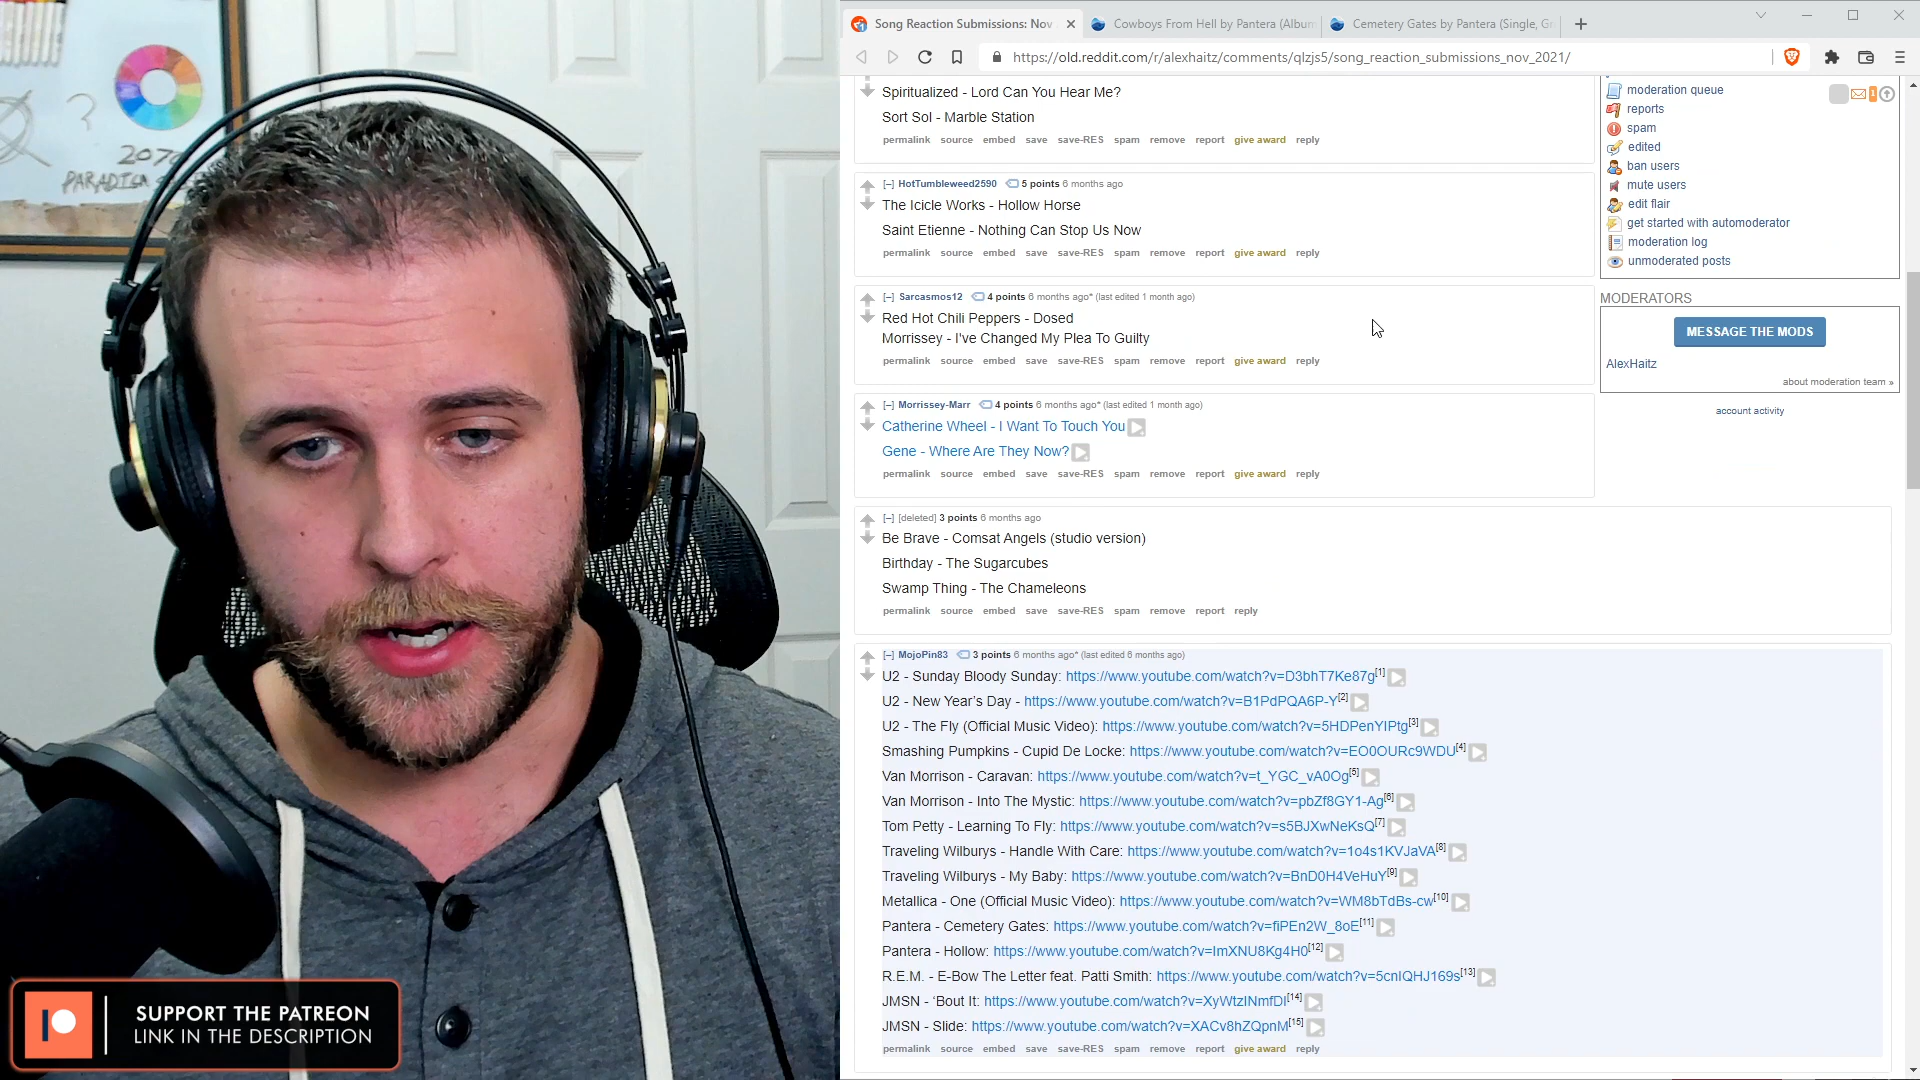 ?
207
PARADIGM
SUPPORT THE PATREON
LINK IN THE DESCRIPTION
Song Reaction Submissions: Nov
Cowboys From Hell by Pantera (Album
Cemetery Gates by Pantera (Single, Gr
https://old.reddit.com/r/alexhaitz/comments/qlzjs5/song_reaction_submissions_nov_2021/
Spiritualized - Lord Can You Hear Me?
Sort Sol - Marble Station
permalink source embed save save-RES spam remove report give award reply
[–] HotTumbleweed2590 5 points 6 months ago
The Icicle Works - Hollow Horse
Saint Etienne - Nothing Can Stop Us Now
permalink source embed save save-RES spam remove report give award reply
[–] Sarcasmos12 4 points 6 months ago* (last edited 1 month ago)
Red Hot Chili Peppers - Dosed
Morrissey - I've Changed My Plea To Guilty
permalink source embed save save-RES spam remove report give award reply
[–] Morrissey-Marr 4 points 6 months ago* (last edited 1 month ago)
Catherine Wheel - I Want To Touch You
Gene - Where Are They Now?
permalink source embed save save-RES spam remove report give award reply
[–] [deleted] 3 points 6 months ago
Be Brave - Comsat Angels (studio version)
Birthday - The Sugarcubes
Swamp Thing - The Chameleons
permalink source embed save save-RES spam remove report reply
[–] MojoPin83 3 points 6 months ago* (last edited 6 months ago)
U2 - Sunday Bloody Sunday: https://www.youtube.com/watch?v=D3bhT7Ke87g[1]
U2 - New Year's Day - https://www.youtube.com/watch?v=B1PdPQA6P-Y[2]
U2 - The Fly (Official Music Video): https://www.youtube.com/watch?v=5HDPenYIPtg[3]
Smashing Pumpkins - Cupid De Locke: https://www.youtube.com/watch?v=EO0OURc9WDU[4]
Van Morrison - Caravan: https://www.youtube.com/watch?v=t_YGC_vA0Og[5]
Van Morrison - Into The Mystic: https://www.youtube.com/watch?v=pbZf8GY1-Ag[6]
Tom Petty - Learning To Fly: https://www.youtube.com/watch?v=s5BJXwNeKsQ[7]
Traveling Wilburys - Handle With Care: https://www.youtube.com/watch?v=1o4s1KVJaVA[8]
Traveling Wilburys - My Baby: https://www.youtube.com/watch?v=BnD0H4VeHuY[9]
Metallica - One (Official Music Video): https://www.youtube.com/watch?v=WM8bTdBs-cw[10]
Pantera - Cemetery Gates: https://www.youtube.com/watch?v=fiPEn2W_8oE[11]
Pantera - Hollow: https://www.youtube.com/watch?v=ImXNU8Kg4H0[12]
R.E.M. - E-Bow The Letter feat. Patti Smith: https://www.youtube.com/watch?v=5cnIQHJ169s[13]
JMSN - ‘Bout It: https://www.youtube.com/watch?v=XyWtzINmfDI[14]
JMSN - Slide: https://www.youtube.com/watch?v=XACv8hZQpnM[15]
permalink source embed save save-RES spam remove report give award reply
moderation queue
reports
spam
edited
ban users
mute users
edit flair
get started with automoderator
moderation log
unmoderated posts
1
MODERATORS
MESSAGE THE MODS
AlexHaitz
about moderation team »
account activity